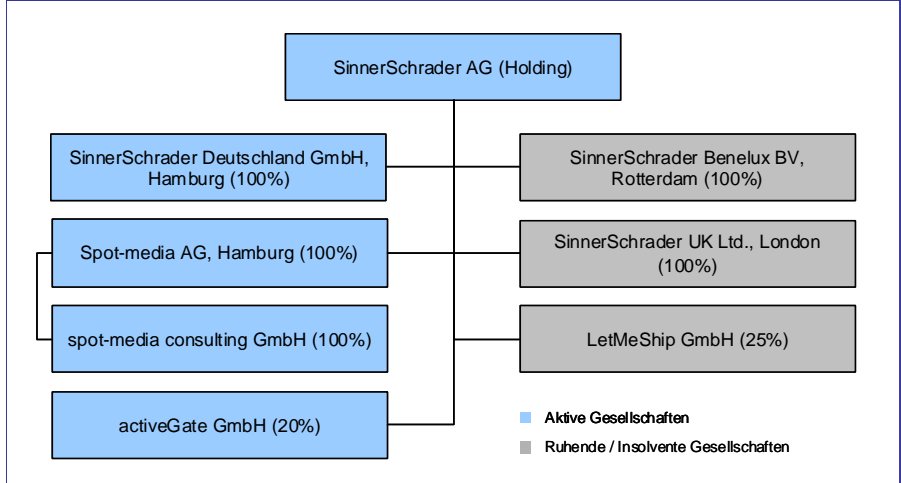 SinnerSchrader AG (Holding)
SinnerSchrader Deutschland GmbH,
Hamburg (100%)
SinnerSchrader Benelux BV,
Rotterdam (100%)
Spot-media AG, Hamburg (100%)
SinnerSchrader UK Ltd., London
(100%)
spot-media consulting GmbH (100%)
LetMeShip GmbH (25%)
activeGate GmbH (20%)
Aktive Gesellschaften
Ruhende / Insolvente Gesellschaften